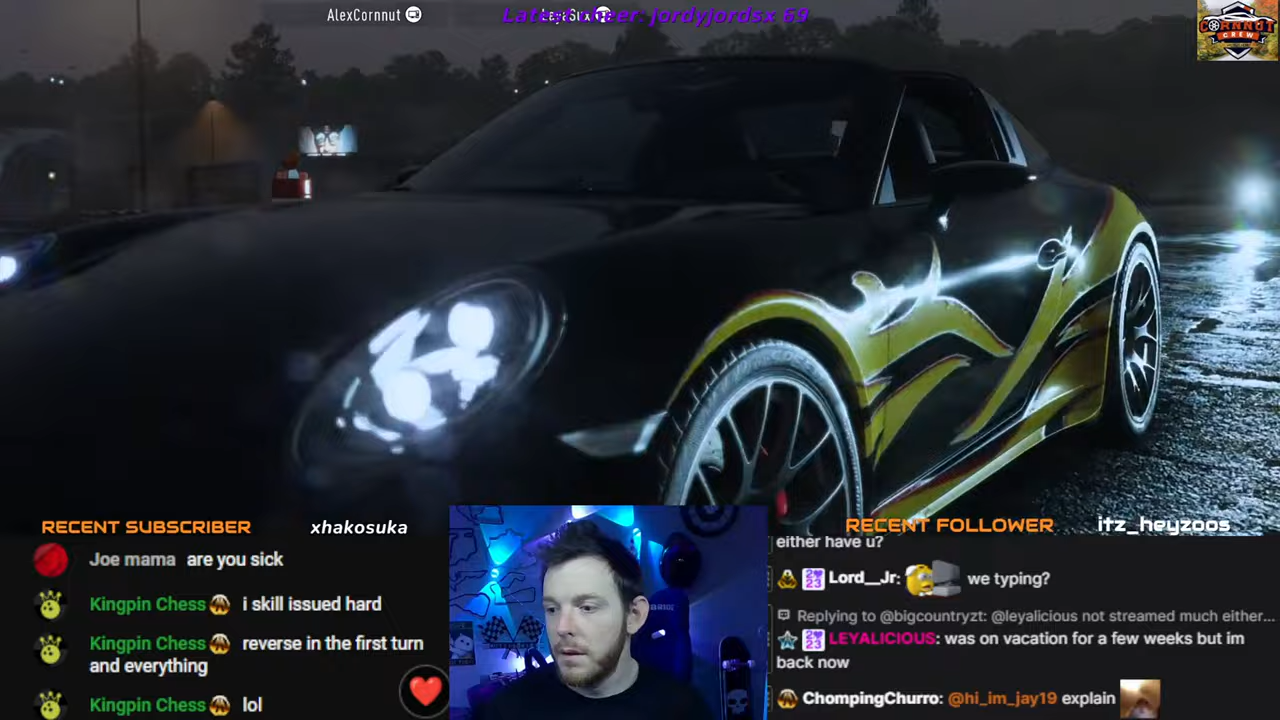 AlexCornnut
Latest cheer: jordyjordsx 69
CORNNUT
CREW
RECENT SUBSCRIBER xhakosuka
Joe mama are you sick
Kingpin Chess i skill issued hard
Kingpin Chess reverse in the first turn
and everything
Kingpin Chess lol
RECENT FOLLOWER itz_heyzoos
either have u?
Lord__Jr: we typing?
Replying to @bigcountryzt: @leyalicious not streamed much either...
LEYALICIOUS: was on vacation for a few weeks but im
back now
ChompingChurro: @hi_im_jay19 explain